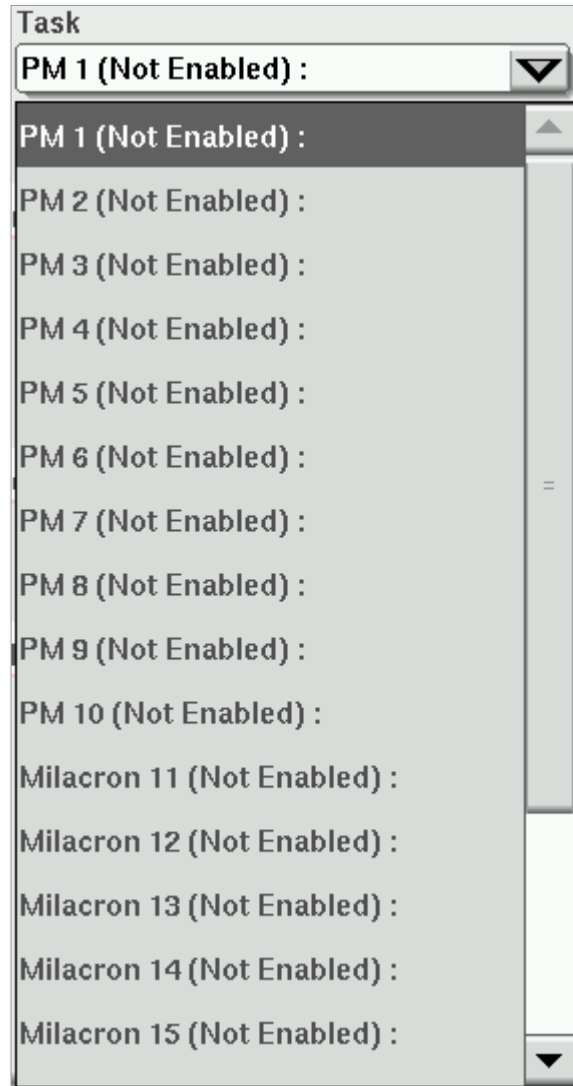 Task
PM 1 (Not Enabled) :
PM 1 (Not Enabled) :
PM 2 (Not Enabled) :
PM 3 (Not Enabled) :
PM 4 (Not Enabled) :
PM 5 (Not Enabled) :
PM 6 (Not Enabled) :
PM 7 (Not Enabled) :
PM 8 (Not Enabled) :
PM 9 (Not Enabled) :
PM 10 (Not Enabled) :
Milacron 11 (Not Enabled) :
Milacron 12 (Not Enabled) :
Milacron 13 (Not Enabled) :
Milacron 14 (Not Enabled) :
Milacron 15 (Not Enabled) :